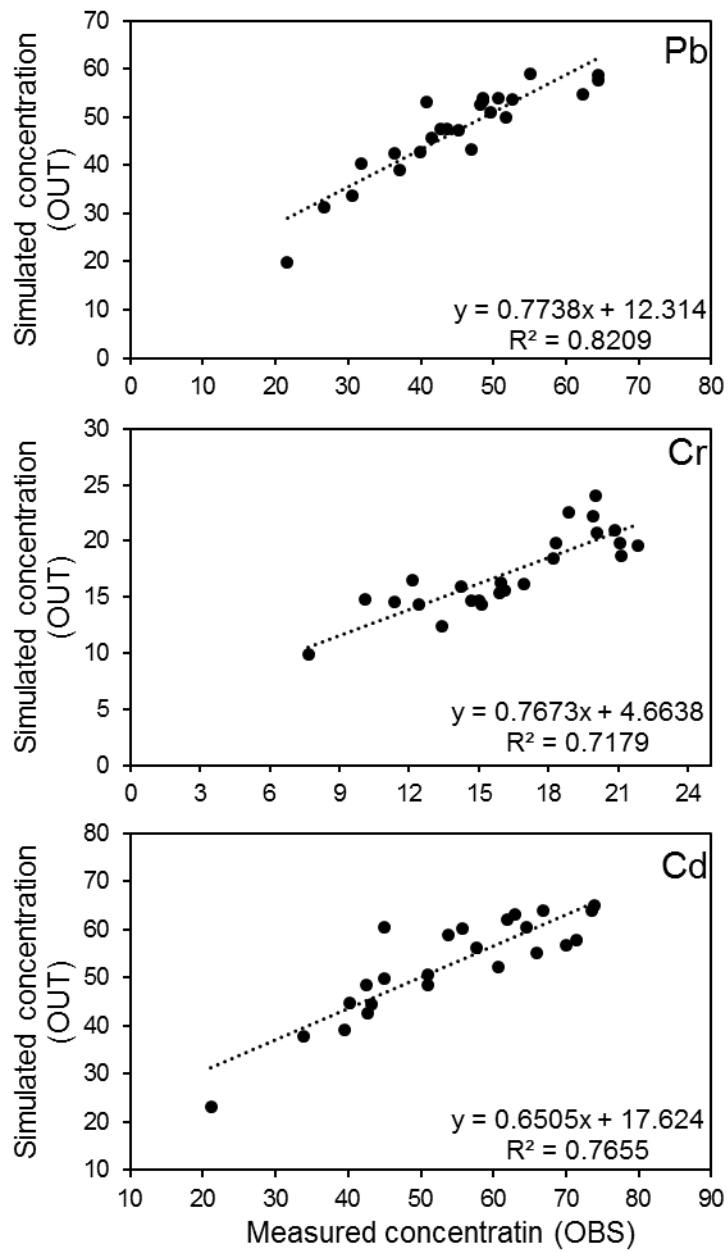 Pb
Simulated concentration
(OUT)
70
60
50
40
30
20
10
0
y = 0.7738x + 12.314
R² = 0.8209
0 10 20 30 40 50 60 70 80
Cr
Simulated concentration
(OUT)
30
25
20
15
10
5
0
y = 0.7673x + 4.6638
R² = 0.7179
0 3 6 9 12 15 18 21 24
Cd
Simulated concentration
(OUT)
80
70
60
50
40
30
20
10
y = 0.6505x + 17.624
R² = 0.7655
10 20 30 40 50 60 70 80 90
Measured concentratin (OBS)